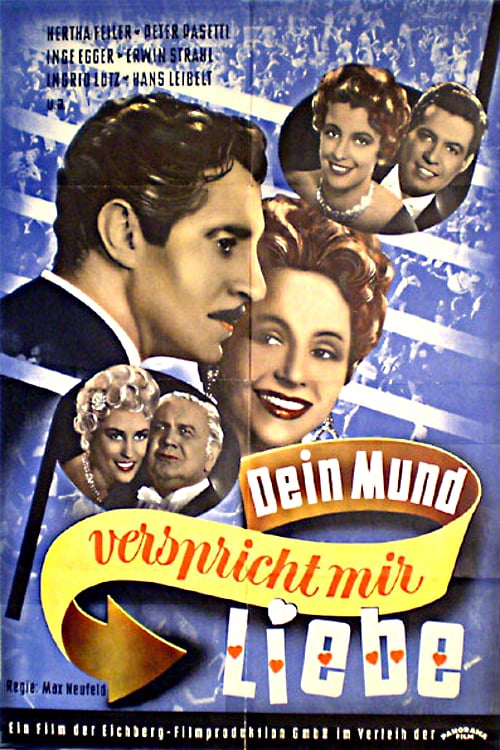 HERTHA FEILER - PETER PASETTI
INGE EGGER - ERWIN STRAHL
INGRID LUTZ - HANS LEIBELT
u.a.
Dein Mund
verspricht mir
Liebe
Regie: Max Neufeld
Ein Film der Eichberg-Filmproduktion GmbH im Verleih der PANORAMA FILM